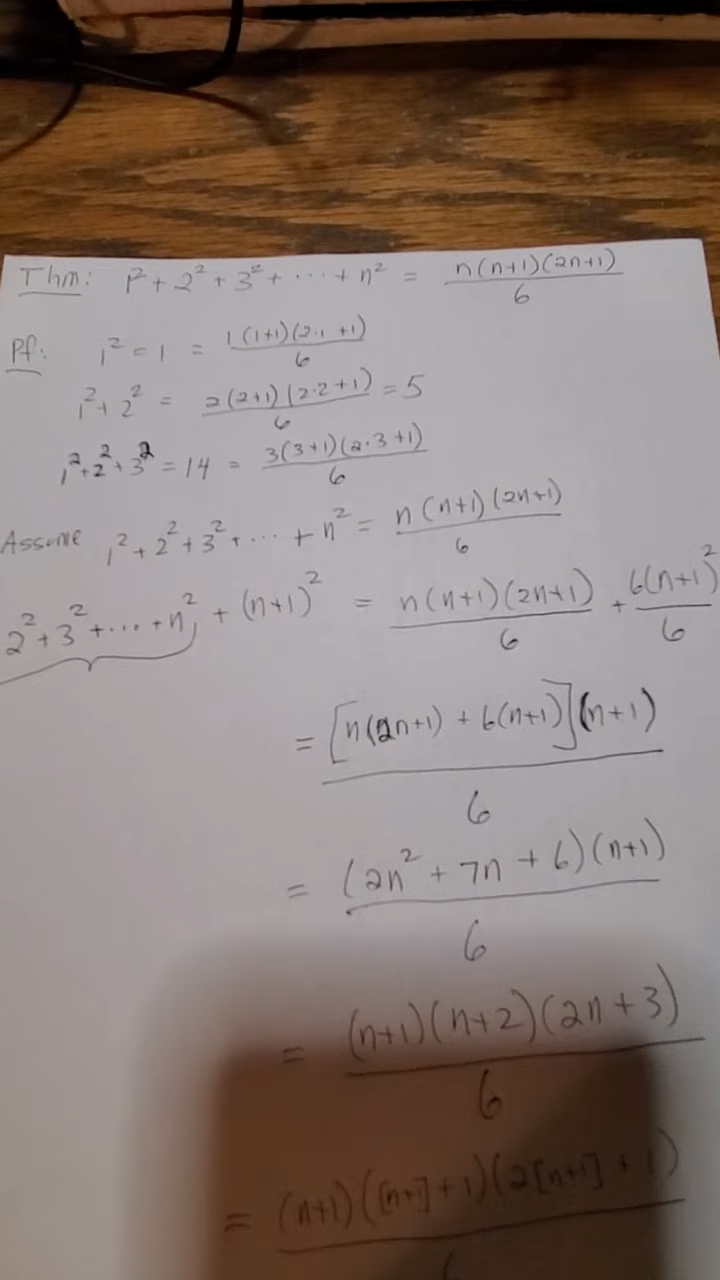 Thm: 1² + 2² + 3² + ⋯ + n² = n(n+1)(2n+1)/6
Pf: 1² = 1 = 1(1+1)(2·1+1)/6
1² + 2² = 2(2+1)(2·2+1)/6 = 5
1² + 2² + 3² = 14 = 3(3+1)(2·3+1)/6
Assume 1² + 2² + 3² + ⋯ + n² = n(n+1)(2n+1)/6
2² + 3² + ⋯ + n² + (n+1)² = n(n+1)(2n+1)/6 + 6(n+1)²/6
= [n(2n+1) + 6(n+1)](n+1)/6
= (2n² + 7n + 6)(n+1)/6
= (n+1)(n+2)(2n+3)/6
= (n+1)([n+1]+1)(2[n+1]+1)